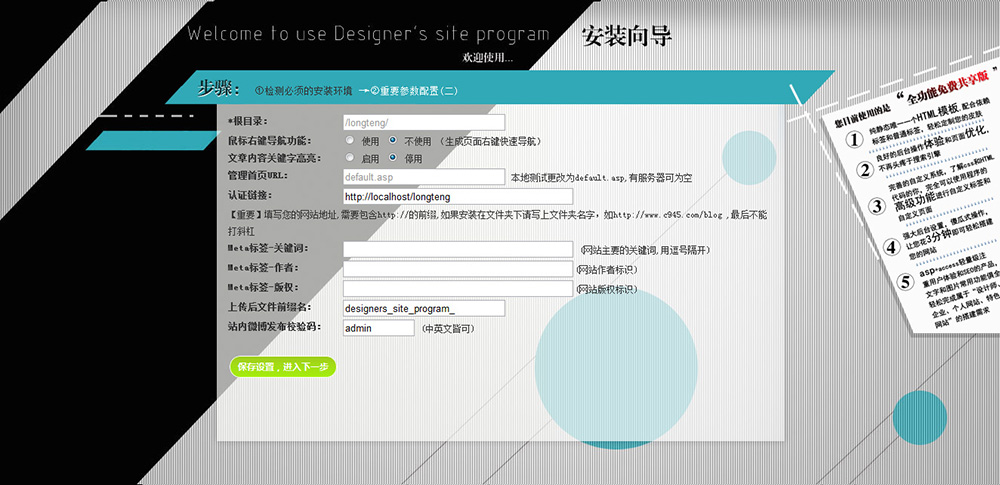 Welcome to use Designer's site program
安装向导
欢迎使用...
步骤: ①检测必须的安装环境 →②重要参数配置(二)
*根目录: /longteng/
鼠标右键导航功能: 使用 不使用 (生成页面右键快速导航)
文章内容关键字高亮: 启用 停用
管理首页URL: default.asp 本地测试更改为default.asp,有服务器可为空
认证链接: http://localhost/longteng
【重要】填写您的网站地址,需要包含http://的前缀,如果安装在文件夹下请写上文件夹名字, 如http://www.c945.com/blog ,最后不能
打斜杠
Meta标签-关键词: (网站主要的关键词,用逗号隔开)
Meta标签-作者: (网站作者标识)
Meta标签-版权: (网站版权标识)
上传后文件前缀名: designers_site_program_
站内微博发布校验码: admin (中英文皆可)
保存设置，进入下一步
您目前使用的是 “ 全功能免费共享版 ”
1 纯静态唯一一个HTML模板,配合依赖
标签和普通标签，轻松定制您的皮肤
2 良好的后台操作体验和页面优化,
不再头疼于搜索引擎
3 完善的自定义系统，了解css和HTML
代码的你，完全可以使用程序的
高级功能进行自定义标签和
自定义页面
4 强大后台设置，傻瓜式操作,
让您花3分钟即可轻松搭建
您的网站
5 asp+access轻量级注
重用户体验和SEO的产品,
文字和图片常用功能俱全
轻松完成属于“设计师、
企业、个人网站、特色
网站”的搭建需求